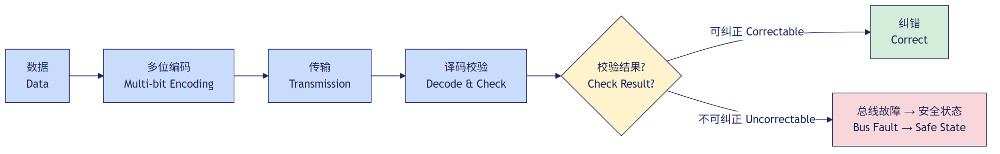 数据
Data
多位编码
Multi-bit Encoding
传输
Transmission
译码校验
Decode & Check
校验结果?
Check Result?
可纠正 Correctable
纠错
Correct
不可纠正 Uncorrectable
总线故障 → 安全状态
Bus Fault → Safe State